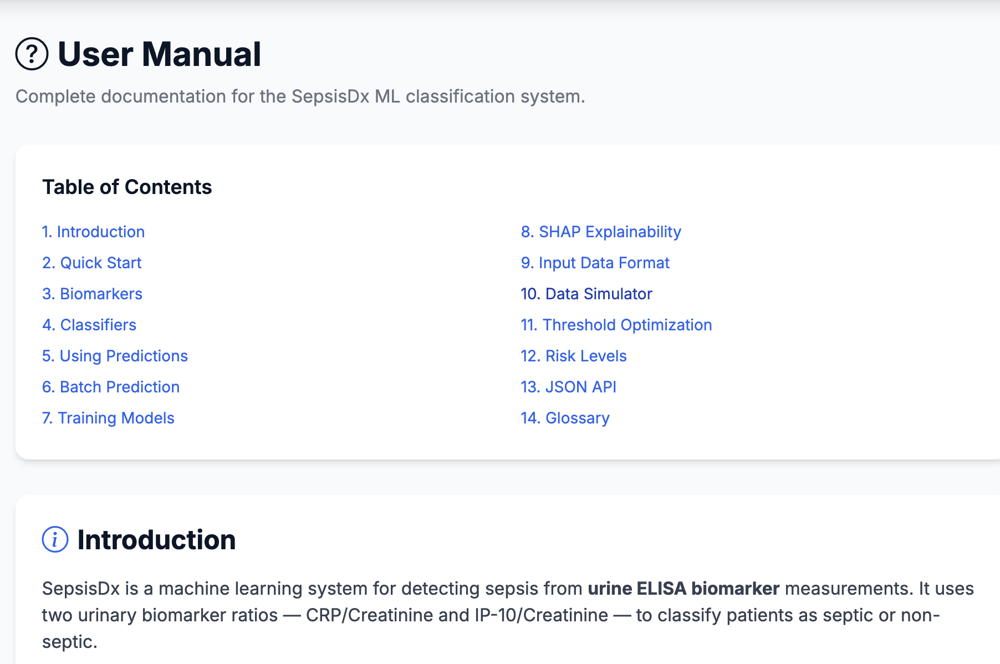 User Manual
Complete documentation for the SepsisDx ML classification system.
Table of Contents
1. Introduction
2. Quick Start
3. Biomarkers
4. Classifiers
5. Using Predictions
6. Batch Prediction
7. Training Models
8. SHAP Explainability
9. Input Data Format
10. Data Simulator
11. Threshold Optimization
12. Risk Levels
13. JSON API
14. Glossary
Introduction
SepsisDx is a machine learning system for detecting sepsis from urine ELISA biomarker measurements. It uses
two urinary biomarker ratios — CRP/Creatinine and IP-10/Creatinine — to classify patients as septic or non-
septic.